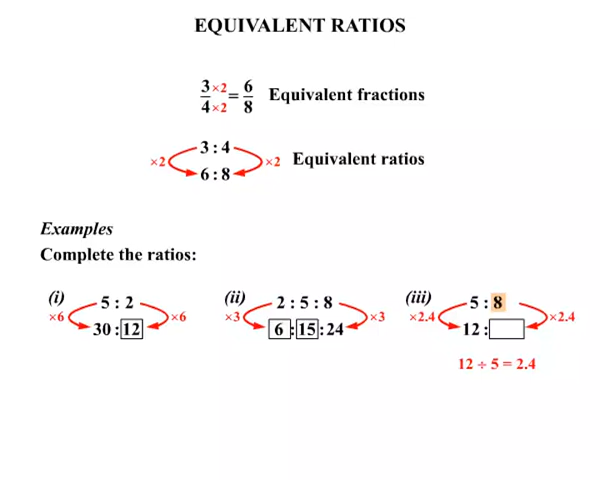 EQUIVALENT RATIOS
3 ×2 = 6 Equivalent fractions
4 ×2 8
3 : 4
×2 ×2 Equivalent ratios
6 : 8
Examples
Complete the ratios:
(i) 5 : 2
×6 ×6
30 : 12
(ii) 2 : 5 : 8
×3 ×3
6 : 15 : 24
(iii) 5 : 8
×2.4 ×2.4
12 :
12 ÷ 5 = 2.4